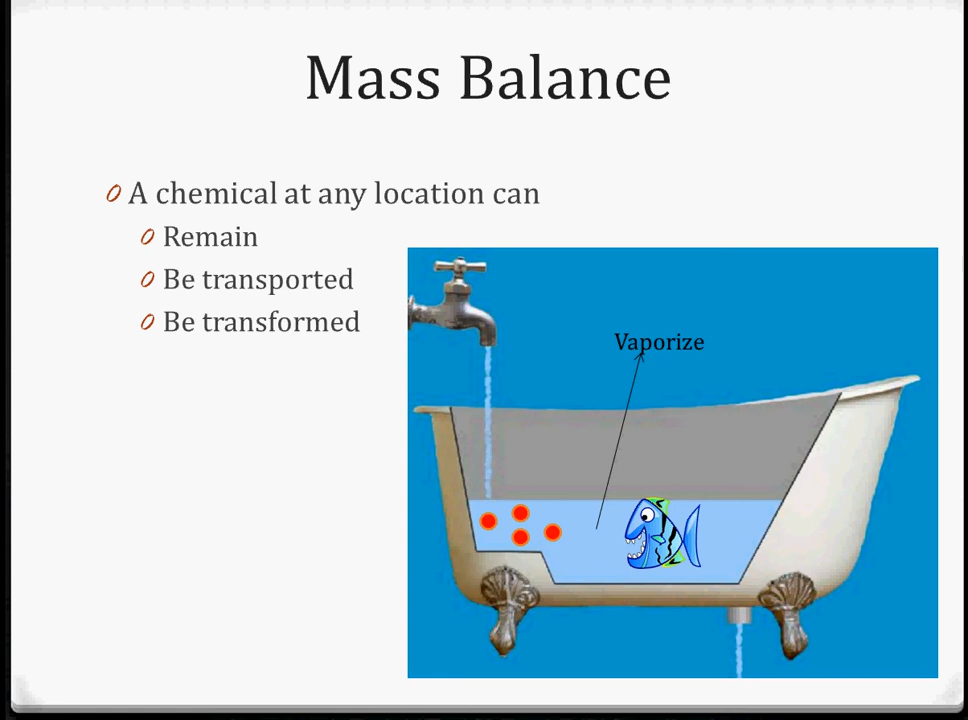 Mass Balance
A chemical at any location can
Remain
Be transported
Be transformed
Vaporize